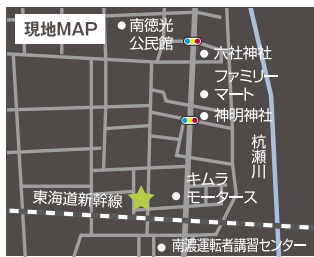 現地MAP
南徳光
公民館
六社神社
ファミリー
マート
神明神社
杭瀬川
キムラ
モータース
東海道新幹線
南濃運転者講習センター